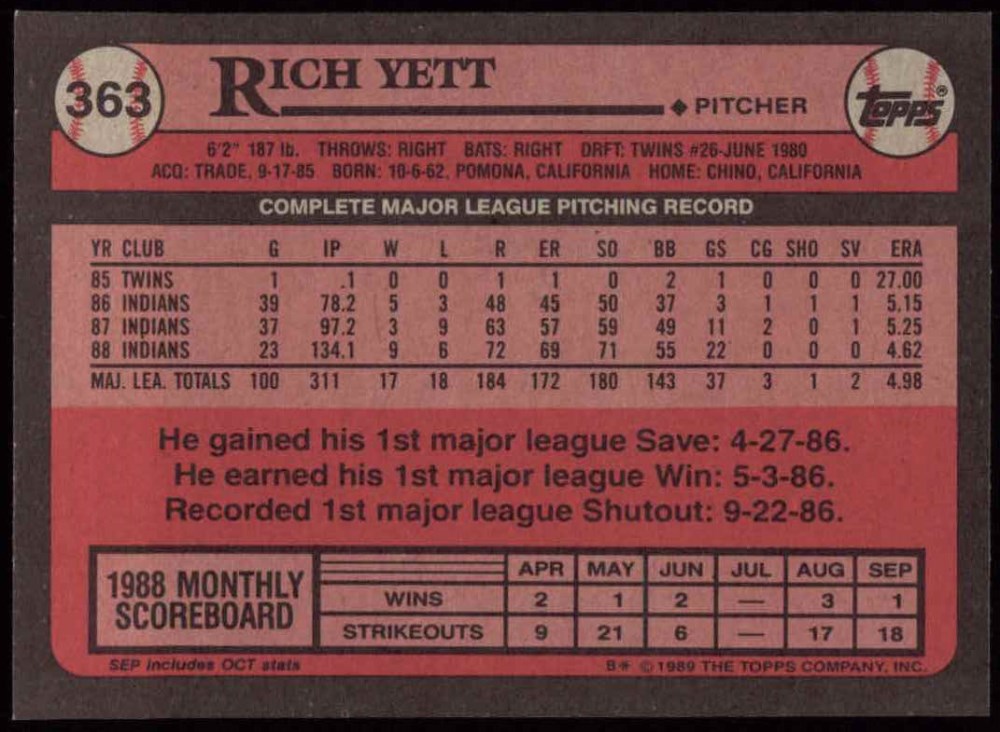 363
RICH YETT
◆ PITCHER
TOPPS®
6'2" 187 lb. THROWS: RIGHT BATS: RIGHT DRFT: TWINS #26-JUNE 1980
ACQ: TRADE, 9-17-85 BORN: 10-6-62, POMONA, CALIFORNIA HOME: CHINO, CALIFORNIA
COMPLETE MAJOR LEAGUE PITCHING RECORD
YR CLUB G IP W L R ER SO BB GS CG SHO SV ERA
85 TWINS 1 .1 0 0 1 1 0 2 1 0 0 0 27.00
86 INDIANS 39 78.2 5 3 48 45 50 37 3 1 1 1 5.15
87 INDIANS 37 97.2 3 9 63 57 59 49 11 2 0 1 5.25
88 INDIANS 23 134.1 9 6 72 69 71 55 22 0 0 0 4.62
MAJ. LEA. TOTALS 100 311 17 18 184 172 180 143 37 3 1 2 4.98
He gained his 1st major league Save: 4-27-86.
He earned his 1st major league Win: 5-3-86.
Recorded 1st major league Shutout: 9-22-86.
1988 MONTHLY SCOREBOARD
APR MAY JUN JUL AUG SEP
WINS 2 1 2 — 3 1
STRIKEOUTS 9 21 6 — 17 18
SEP includes OCT stats
B* © 1989 THE TOPPS COMPANY, INC.